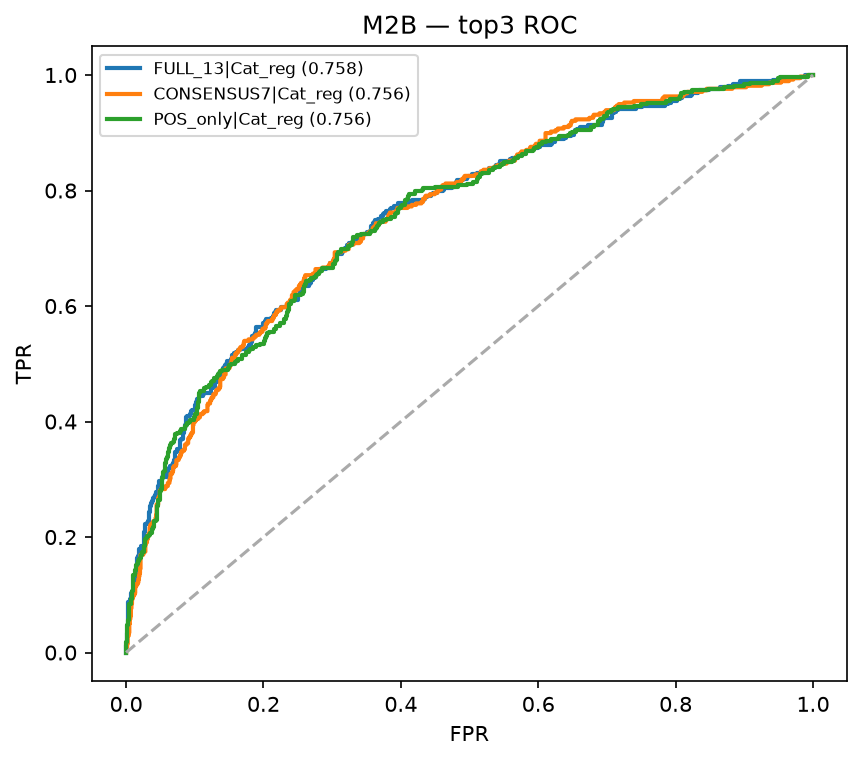 M2B — top3 ROC
FULL_13|Cat_reg (0.758)
CONSENSUS7|Cat_reg (0.756)
POS_only|Cat_reg (0.756)
TPR
1.0
0.8
0.6
0.4
0.2
0.0
0.0 0.2 0.4 0.6 0.8 1.0
FPR